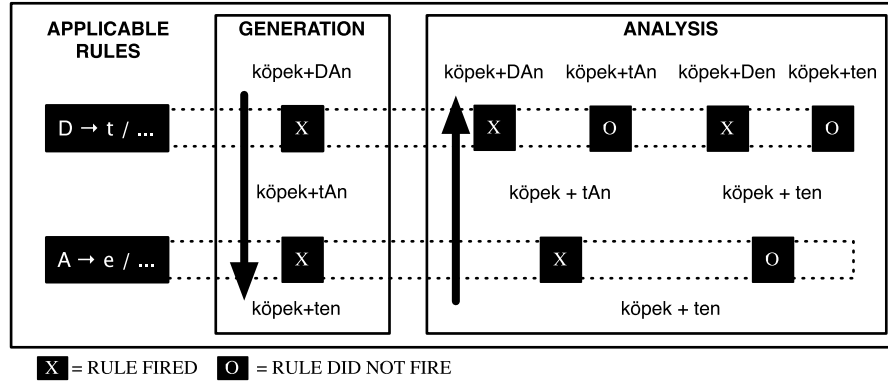 APPLICABLE RULES GENERATION ANALYSIS
köpek+DAn köpek+DAn köpek+tAn köpek+Den köpek+ten
D → t / ... X X O X O
köpek+tAn köpek + tAn köpek + ten
A → e / ... X X O
köpek+ten köpek + ten
X = RULE FIRED O = RULE DID NOT FIRE